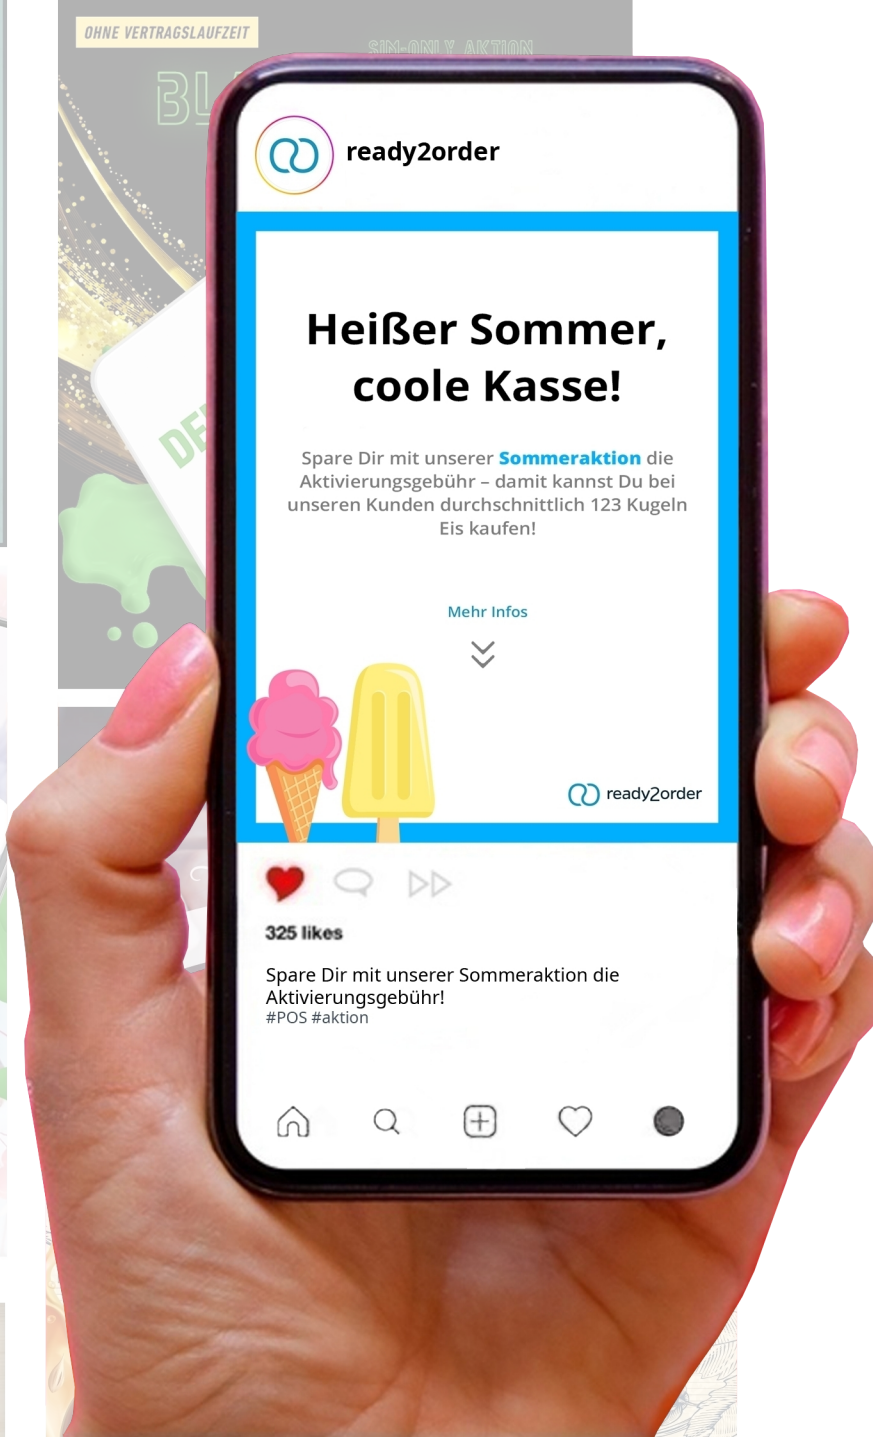 OHNE VERTRAGSLAUFZEIT
SIM-ONLY AKTION
ready2order
Heißer Sommer,
coole Kasse!
Spare Dir mit unserer Sommeraktion die
Aktivierungsgebühr – damit kannst Du bei
unseren Kunden durchschnittlich 123 Kugeln
Eis kaufen!
Mehr Infos
ready2order
325 likes
Spare Dir mit unserer Sommeraktion die
Aktivierungsgebühr!
#POS #aktion